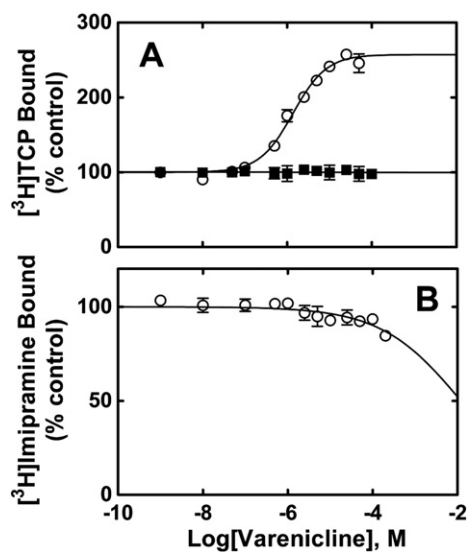 300
A
200
100
0
[³H]TCP Bound
(% control)
B
100
50
0
[³H]Imipramine Bound
(% control)
-10 -8 -6 -4 -2
Log[Varenicline], M